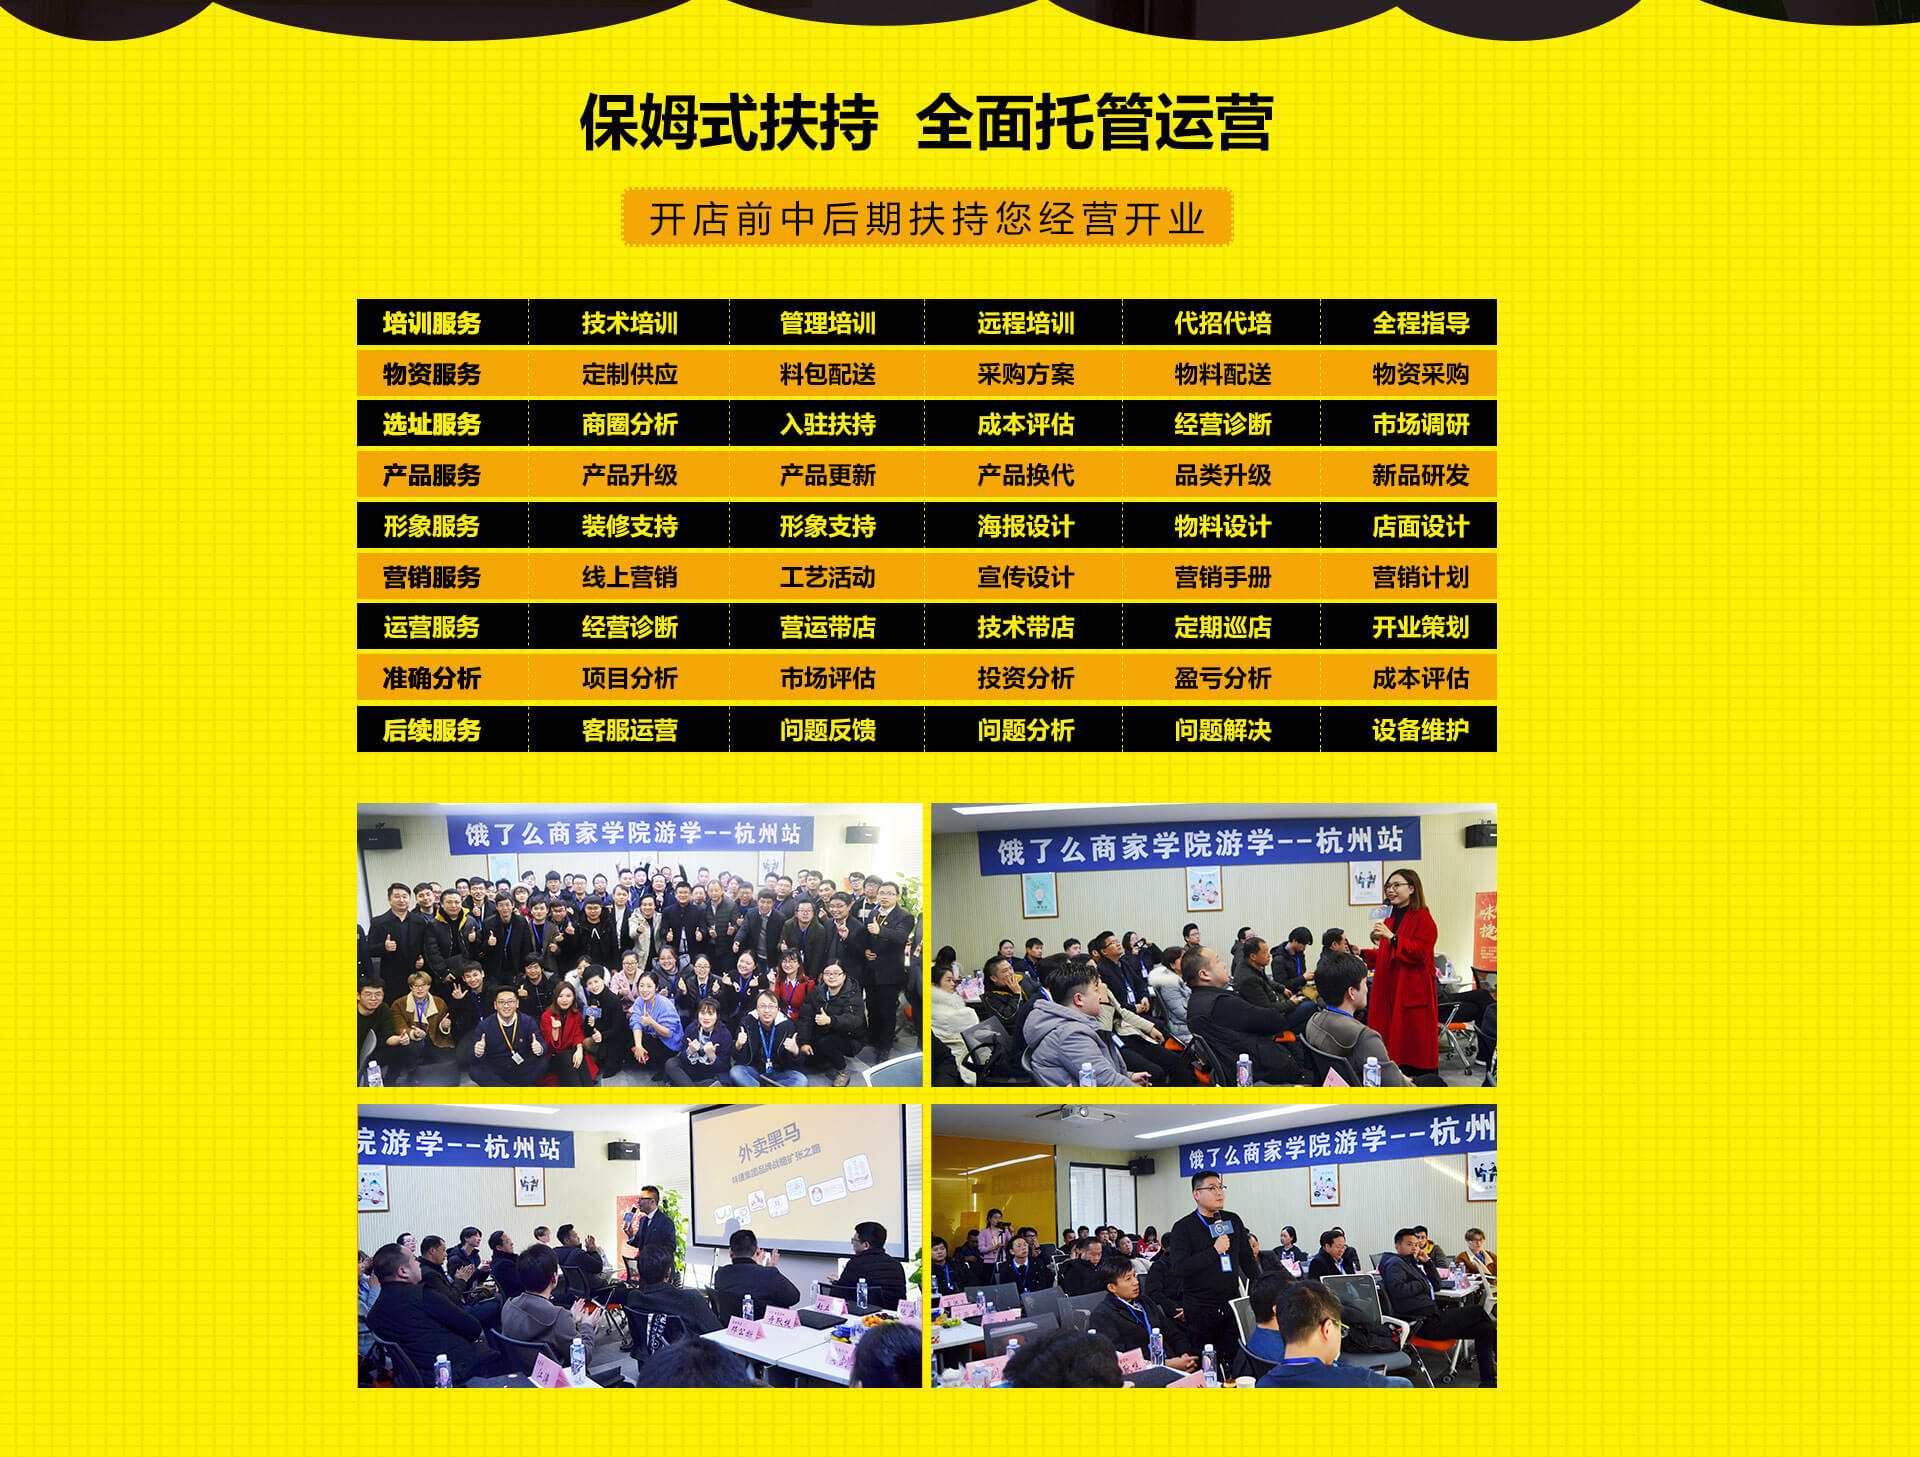 保姆式扶持 全面托管运营
开店前中后期扶持您经营开业
培训服务 技术培训 管理培训 远程培训 代招代培 全程指导
物资服务 定制供应 料包配送 采购方案 物料配送 物资采购
选址服务 商圈分析 入驻扶持 成本评估 经营诊断 市场调研
产品服务 产品升级 产品更新 产品换代 品类升级 新品研发
形象服务 装修支持 形象支持 海报设计 物料设计 店面设计
营销服务 线上营销 工艺活动 宣传设计 营销手册 营销计划
运营服务 经营诊断 营运带店 技术带店 定期巡店 开业策划
准确分析 项目分析 市场评估 投资分析 盈亏分析 成本评估
后续服务 客服运营 问题反馈 问题分析 问题解决 设备维护
饿了么商家学院游学--杭州站
饿了么商家学院游学--杭州站
味捷
院游学--杭州站
外卖黑马
味捷集团品牌战略扩张之路
饿了么商家学院游学--杭州